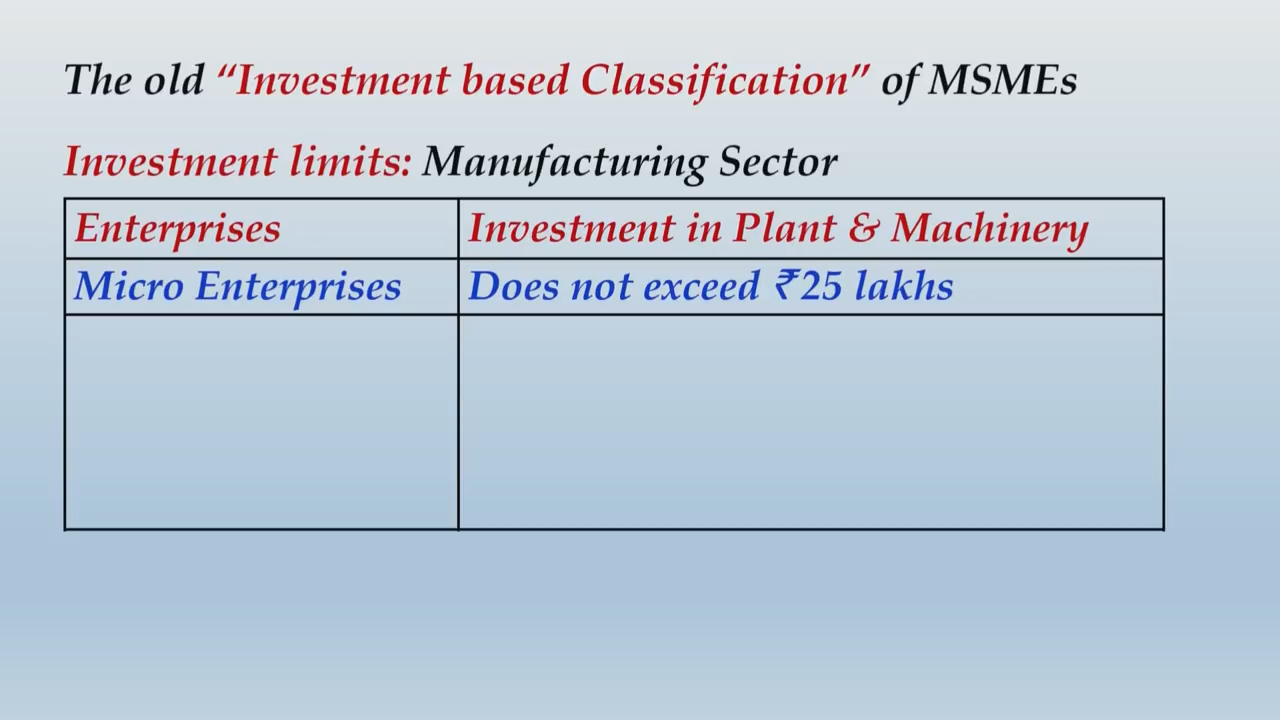 The old “Investment based Classification” of MSMEs
Investment limits: Manufacturing Sector
Enterprises Investment in Plant & Machinery
Micro Enterprises Does not exceed ₹25 lakhs